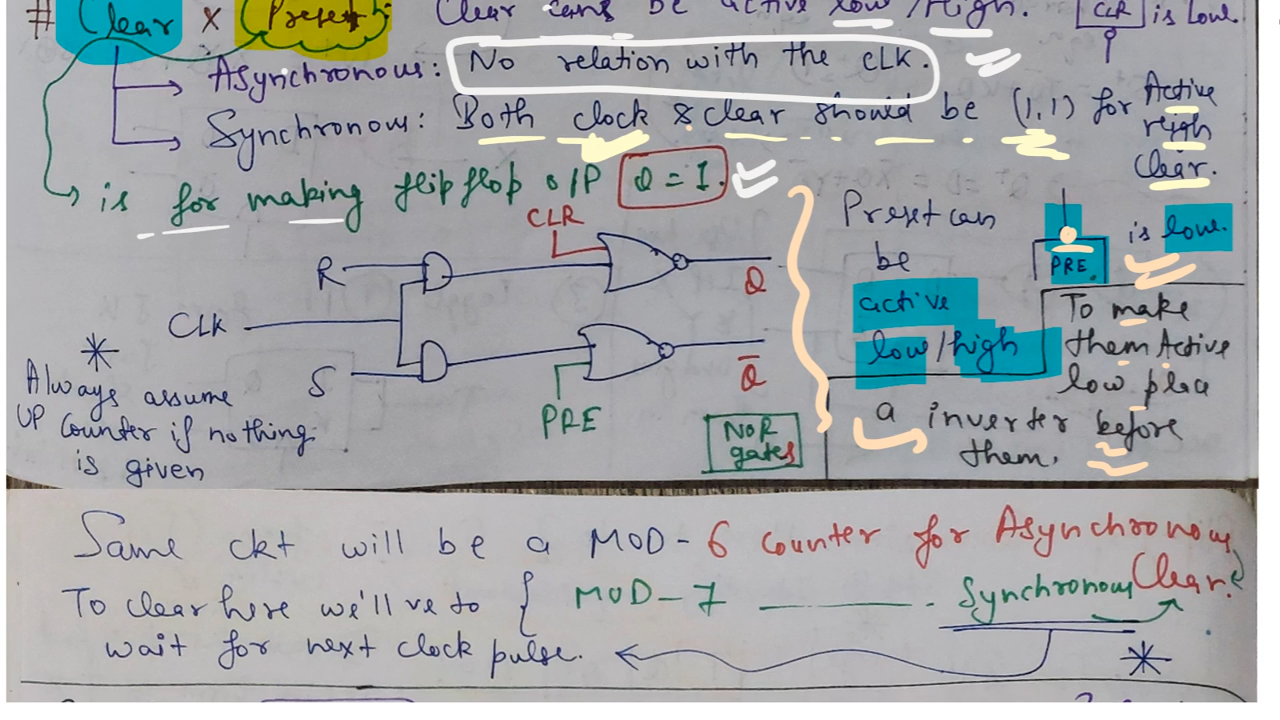 # Clear x Preset; Clear can be active low/High. CLR is low.
Asynchronous: No relation with the CLK.
Synchronous: Both clock & clear should be (1,1) for Active High Clear.
is for making flip flop o/p Q = 1.
CLR
R
Q
CLK
S
Q̅
PRE
NOR
gates
* Always assume
UP Counter if nothing
is given
Preset can
be
active
low/high
PRE is low.
To make
them Active
low place
a inverter before
them.
Same ckt will be a MOD-6 Counter for Asynchronous Clear.
To clear here we'll ve to { MOD-7 ———. Synchronous
wait for next clock pulse. ← *